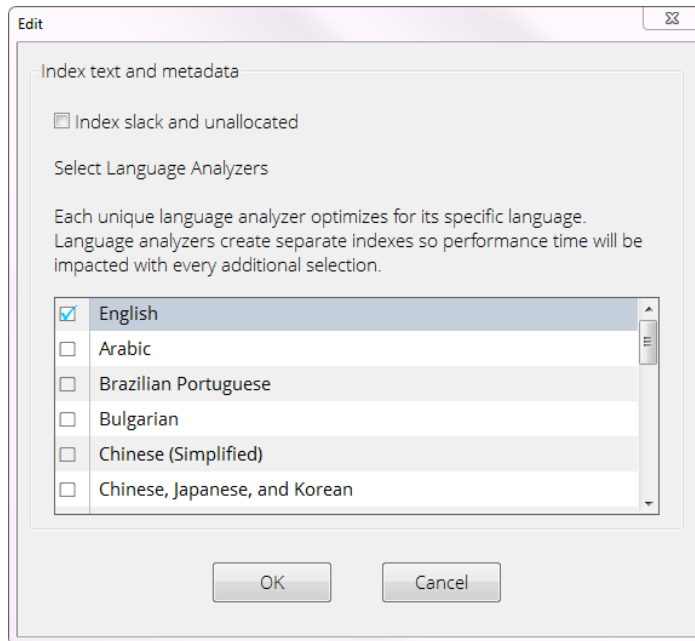 Edit
Index text and metadata
Index slack and unallocated
Select Language Analyzers
Each unique language analyzer optimizes for its specific language.
Language analyzers create separate indexes so performance time will be
impacted with every additional selection.
English
Arabic
Brazilian Portuguese
Bulgarian
Chinese (Simplified)
Chinese, Japanese, and Korean
OK Cancel